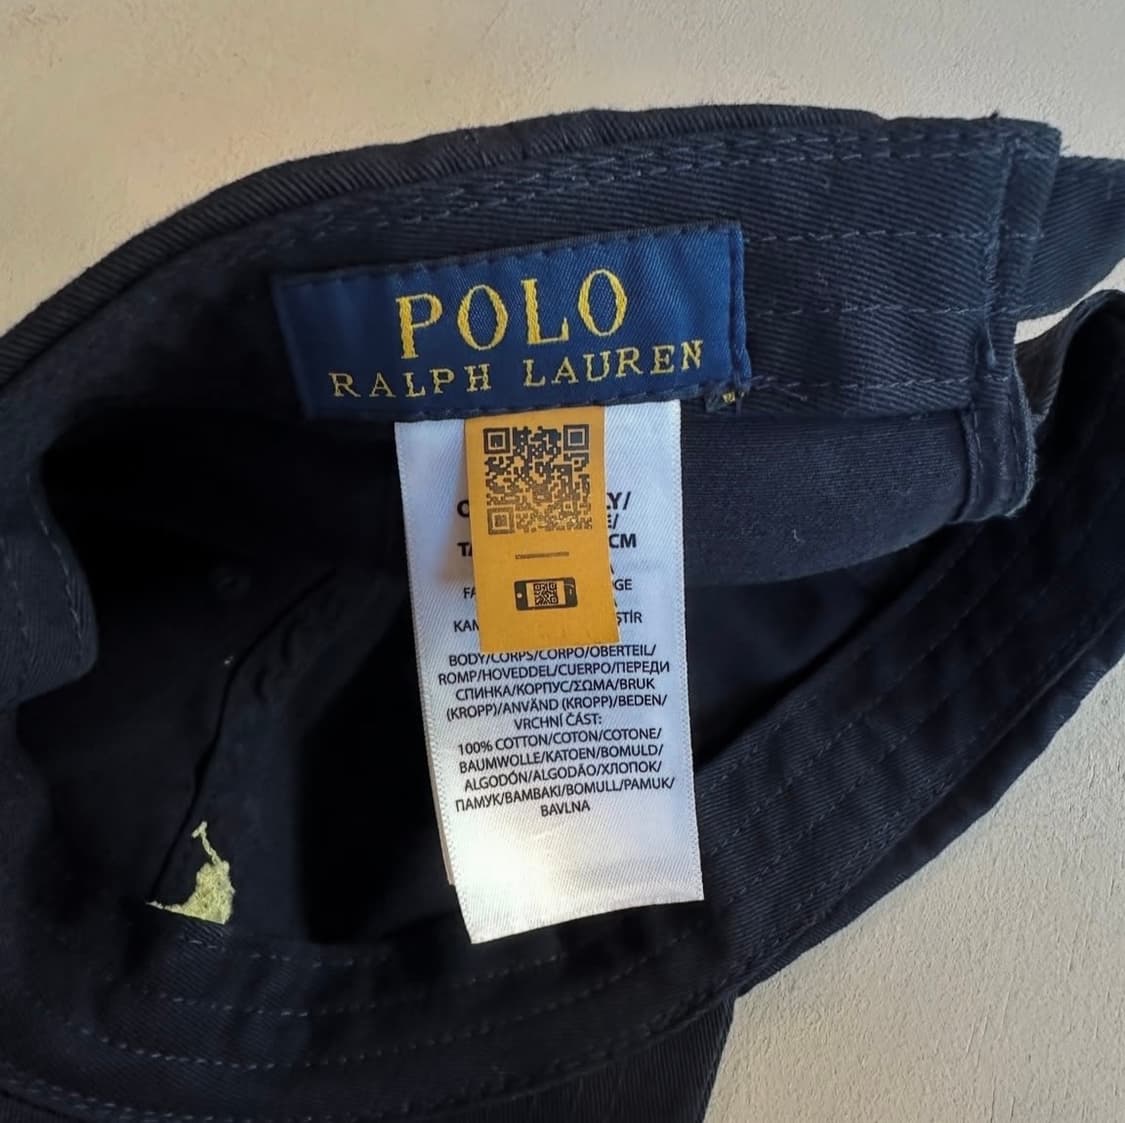 POLO
RALPH LAUREN
BODY/CORPS/CORPO/OBERTEIL/
ROMP/HOVEDDEL/CUERPO/ПЕРЕДИ
СПИНКА/КОРПУС/ΣΩΜΑ/BRUK
(KROPP)/ANVÄND (KROPP)/BEDEN/
VRCHNÍ ČÁST:
100% COTTON/COTON/COTONE/
BAUMWOLLE/KATOEN/BOMULD/
ALGODÓN/ALGODÃO/ХЛОПОК/
ПАМУК/BAMBAKI/BOMULL/PAMUK/
BAVLNA